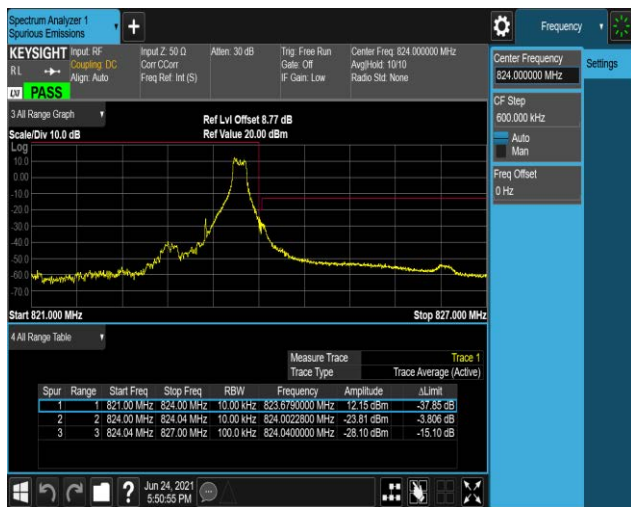 Spectrum Analyzer 1
Spurious Emissions
Frequency
KEYSIGHT Input: RF Input Z: 50 Ω Atten: 30 dB Trig: Free Run Center Freq: 824.000000 MHz
RL Coupling: DC Corr CCorr Gate: Off Avg|Hold: 10/10
Align: Auto Freq Ref: Int (S) IF Gain: Low Radio Std: None
LXI PASS
Center Frequency
824.000000 MHz
Settings
CF Step
600.000 kHz
Auto
Man
Freq Offset
0 Hz
3 All Range Graph
Ref Lvl Offset 8.77 dB
Scale/Div 10.0 dB Ref Value 20.00 dBm
Log
10.0
0.00
-10.0
-20.0
-30.0
-40.0
-50.0
-60.0
-70.0
Start 821.000 MHz Stop 827.000 MHz
4 All Range Table
Measure Trace Trace 1
Trace Type Trace Average (Active)
Spur Range Start Freq Stop Freq RBW Frequency Amplitude ΔLimit
1 1 821.00 MHz 824.00 MHz 10.00 kHz 823.6790000 MHz 12.15 dBm -37.85 dB
2 2 824.00 MHz 824.04 MHz 10.00 kHz 824.0022800 MHz -23.81 dBm -3.806 dB
3 3 824.04 MHz 827.00 MHz 100.0 kHz 824.0400000 MHz -28.10 dBm -15.10 dB
Jun 24, 2021
5:50:55 PM